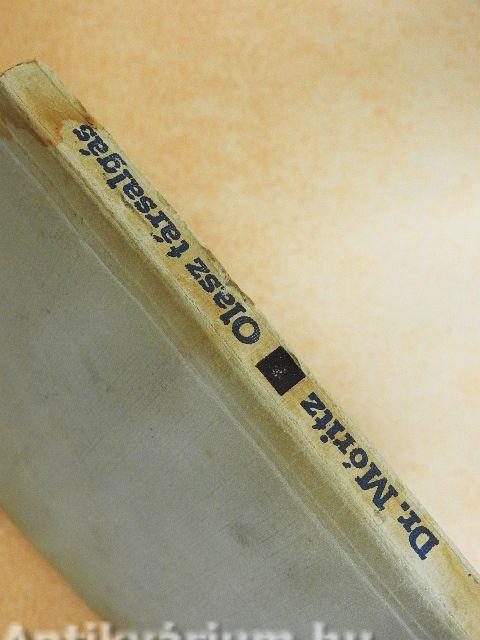 Dr. Móritz
Olasz társalgás
Antikvárium.hu